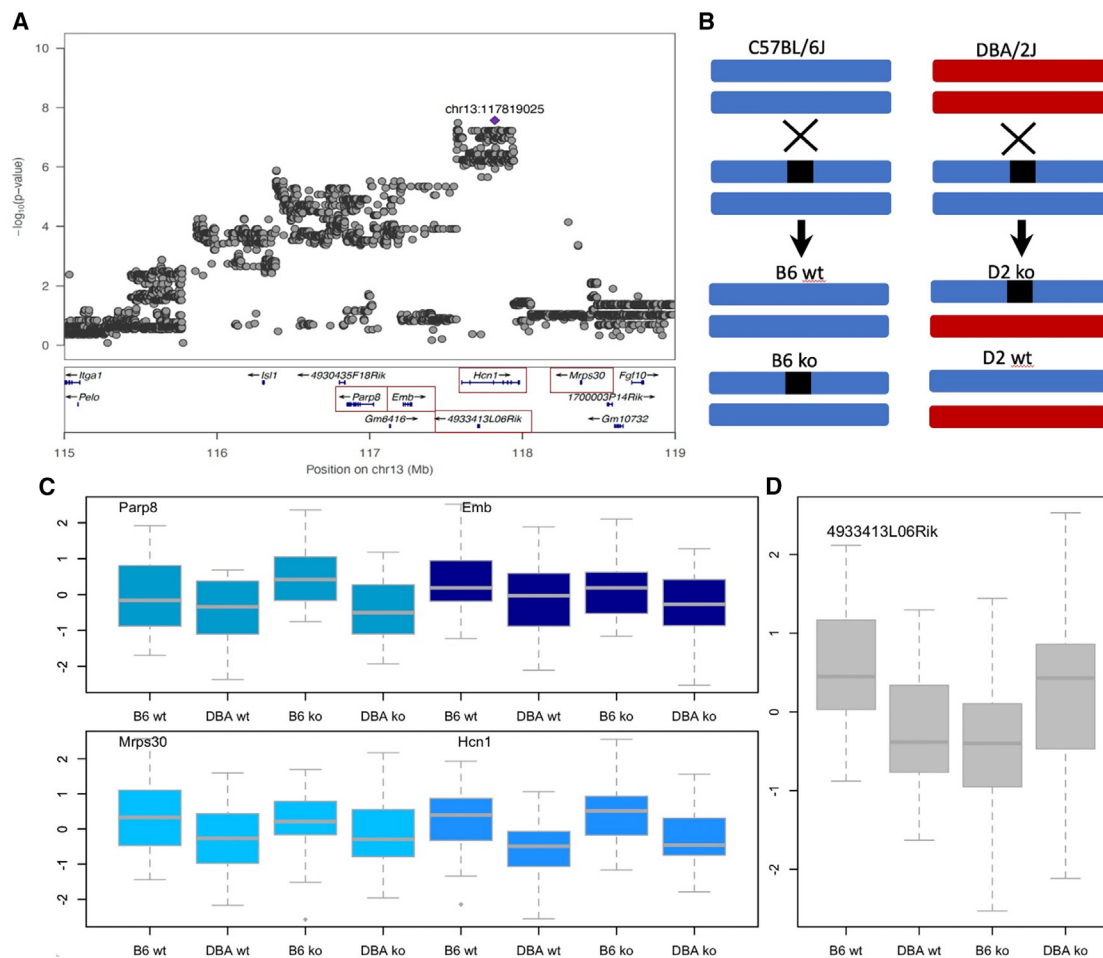 A
10
8
6
4
2
0
−log₁₀(p−value)
chr13:117819025
←Itga1
←Isl1
←4930435F18Rik
Hcn1→
←Mrps30
Fgf10→
←Pelo
←Parp8
Emb→
1700003P14Rik→
Gm6416→
←4933413L06Rik
←Gm10732
115
116
117
118
119
Position on chr13 (Mb)
B
C57BL/6J
DBA/2J
B6 wt
D2 ko
B6 ko
D2 wt
C
Parp8
Emb
2
1
0
-1
-2
B6 wt
DBA wt
B6 ko
DBA ko
B6 wt
DBA wt
B6 ko
DBA ko
Mrps30
Hcn1
2
1
0
-1
-2
B6 wt
DBA wt
B6 ko
DBA ko
B6 wt
DBA wt
B6 ko
DBA ko
D
4933413L06Rik
2
1
0
-1
-2
B6 wt
DBA wt
B6 ko
DBA ko